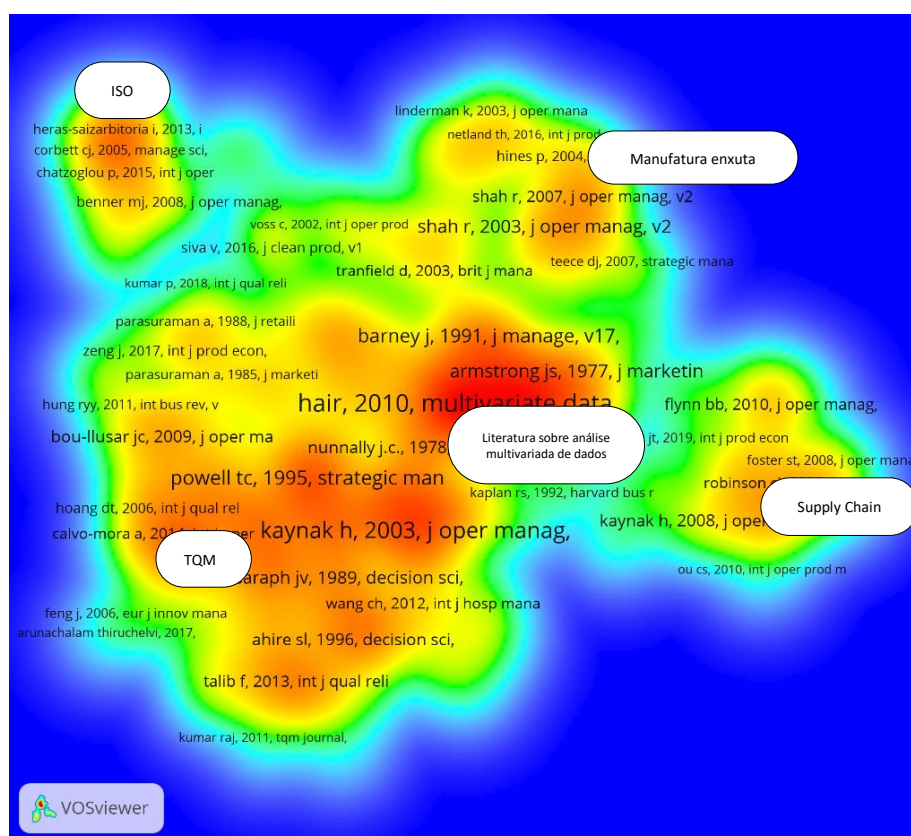 ISO
heras-saizarbitoria i, 2013, i
corbett cj, 2005, manage sci,
chatzoglou p, 2015, int j oper
benner mj, 2008, j oper manag,
linderman k, 2003, j oper mana
netland th, 2016, int j prod
hines p, 2004,
Manufatura enxuta
shah r, 2007, j oper manag, v2
voss c, 2002, int j oper prod
shah r, 2003, j oper manag, v2
siva v, 2016, j clean prod, v1
teece dj, 2007, strategic mana
tranfield d, 2003, brit j mana
kumar p, 2018, int j qual reli
parasuraman a, 1988, j retaili
barney j, 1991, j manage, v17,
zeng j, 2017, int j prod econ,
parasuraman a, 1985, j marketi
armstrong js, 1977, j marketin
hair, 2010, multivariate data
hung ryy, 2011, int bus rev, v
flynn bb, 2010, j oper manag,
bou-llusar jc, 2009, j oper ma
nunnally j.c., 1978
Literatura sobre análise
multivariada de dados
jt, 2019, int j prod econ
foster st, 2008, j oper mana
powell tc, 1995, strategic man
robinson
kaplan rs, 1992, harvard bus r
Supply Chain
hoang dt, 2006, int j qual rel
kaynak h, 2003, j oper manag,
kaynak h, 2008, j oper
calvo-mora a,
TQM
ou cs, 2010, int j oper prod m
araph jv, 1989, decision sci,
wang ch, 2012, int j hosp mana
feng j, 2006, eur j innov mana
arunachalam thiruchelvi, 2017,
ahire sl, 1996, decision sci,
talib f, 2013, int j qual reli
kumar raj, 2011, tqm journal,
VOSviewer